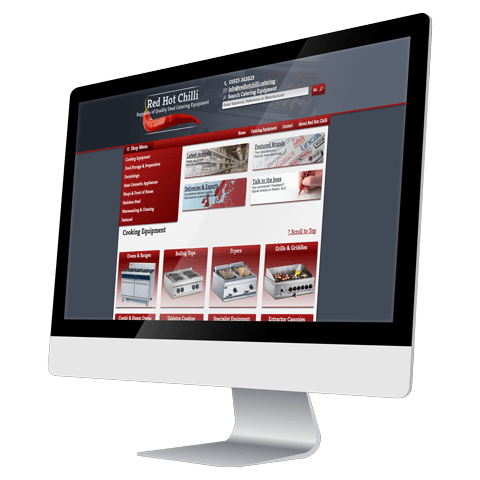 Red Hot Chilli
Suppliers of Quality Used Catering Equipment
01925 242623
info@redhotchilli.catering
Search Catering Equipment
Enter Keyword, Reference or Manufacturer
Go
Home Catering Equipment Contact About Red Hot Chilli
Shop Menu
Cooking Equipment
Food Storage & Preparation
Furnishings
Semi Domestic Appliances
Shops & Front of House
Stainless Steel
Warewashing & Cleaning
Featured
Latest Arrivals
Featured Brands
Deliveries & Exports
Talk to the boss
Cooking Equipment
↑ Scroll to Top
Ovens & Ranges
Boiling Tops
Fryers
Grills & Griddles
Combi & Steam Ovens
Tabletop Cooking
Specialist Equipment
Extractor Canopies